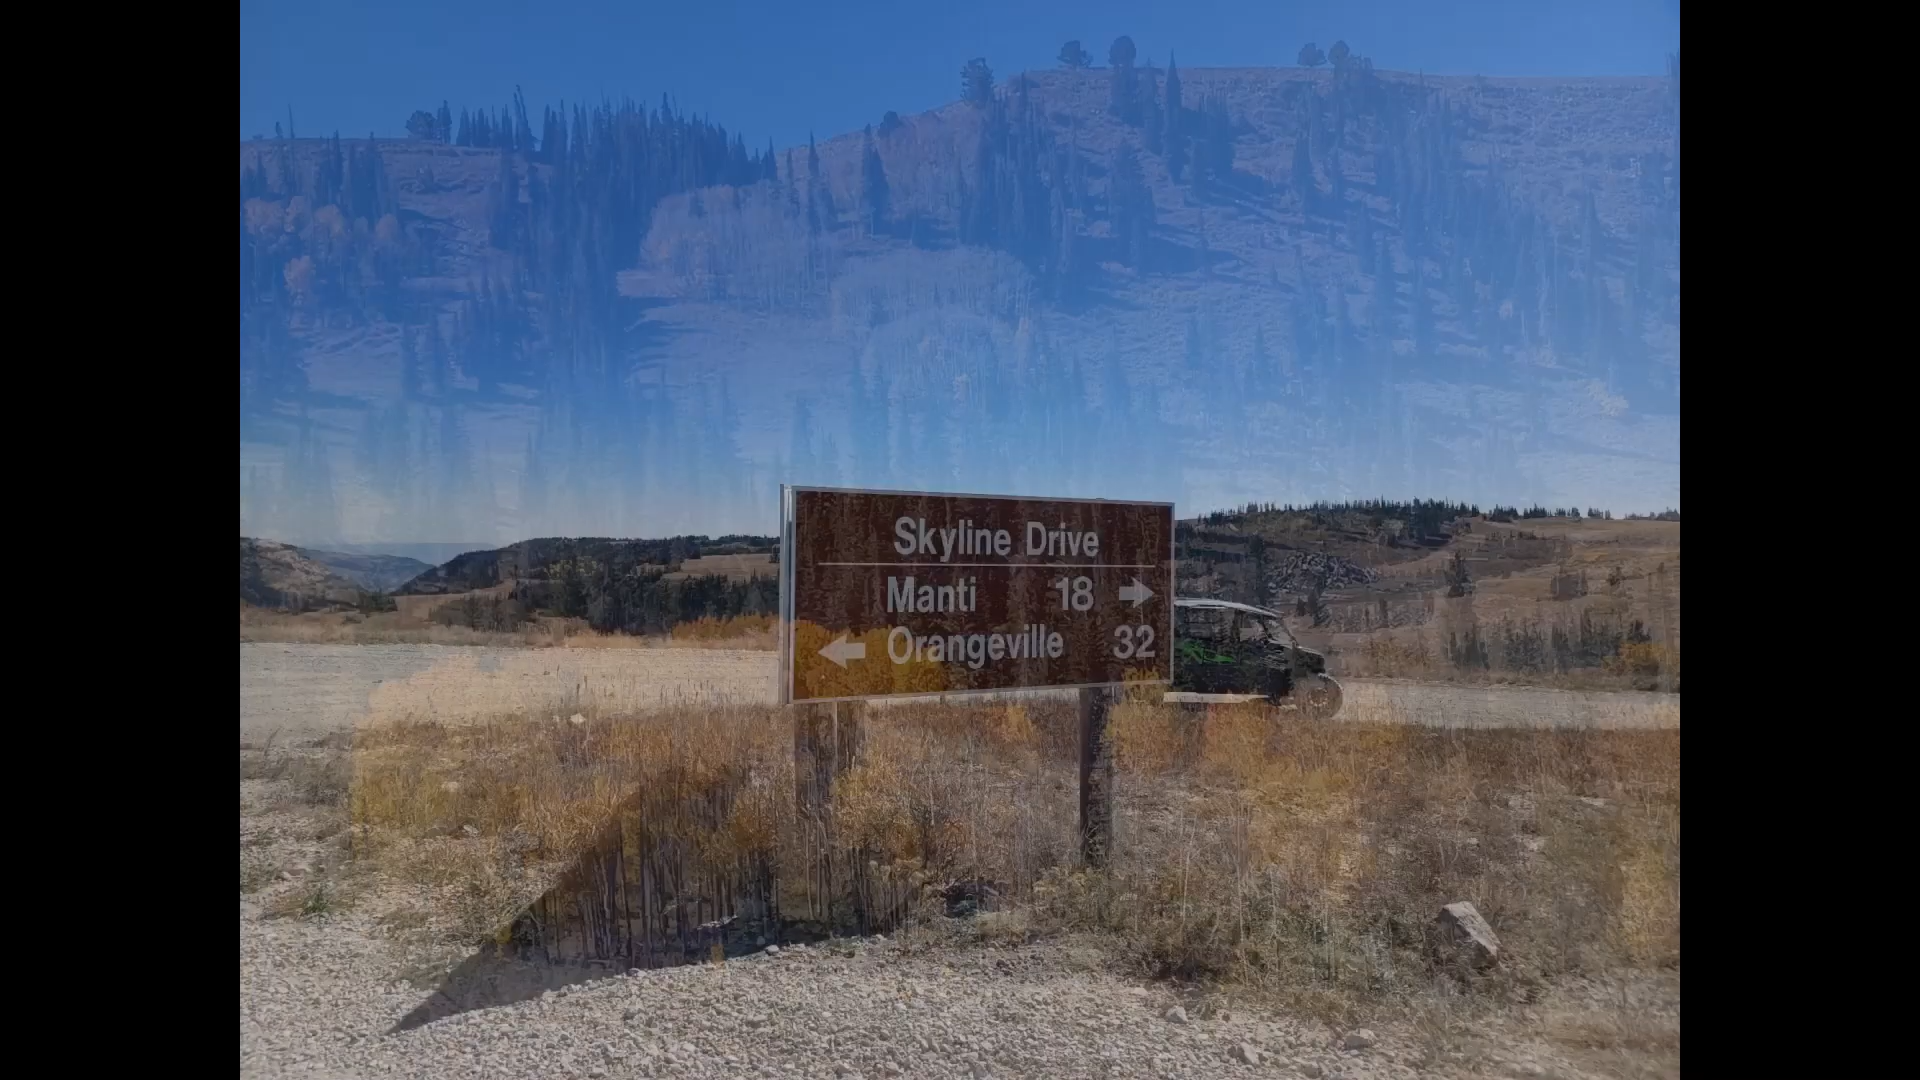 Skyline Drive
Manti 18 →
← Orangeville 32